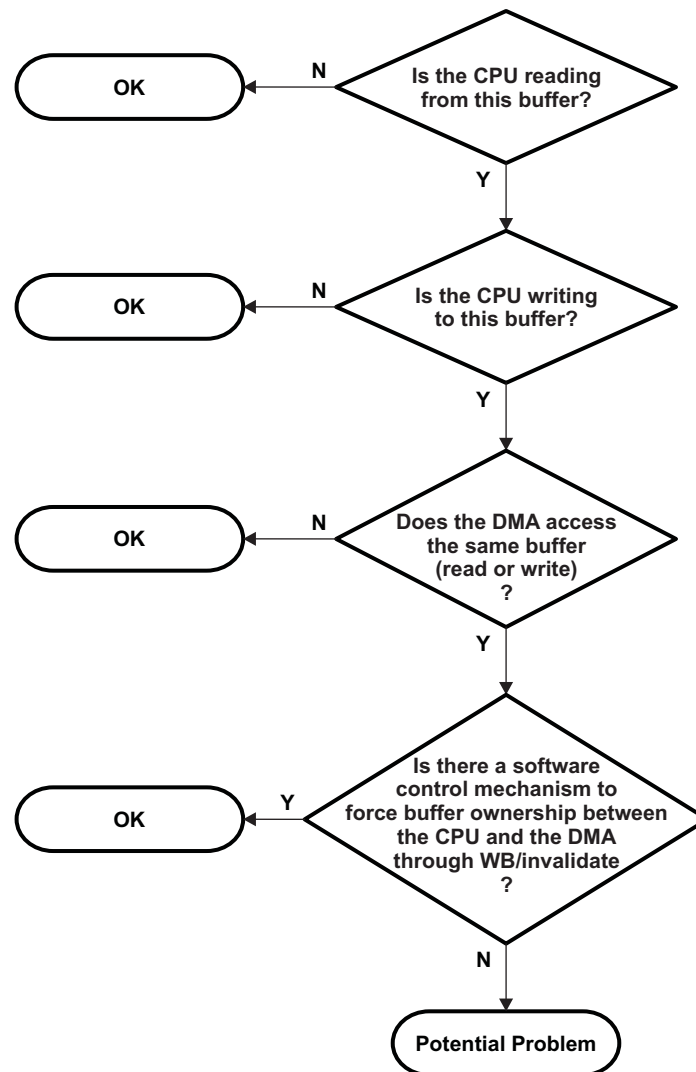 Is the CPU reading
from this buffer?
N
OK
Y
Is the CPU writing
to this buffer?
N
OK
Y
Does the DMA access
the same buffer
(read or write)
?
N
OK
Y
Is there a software
control mechanism to
force buffer ownership between
the CPU and the DMA
through WB/invalidate
?
Y
OK
N
Potential Problem